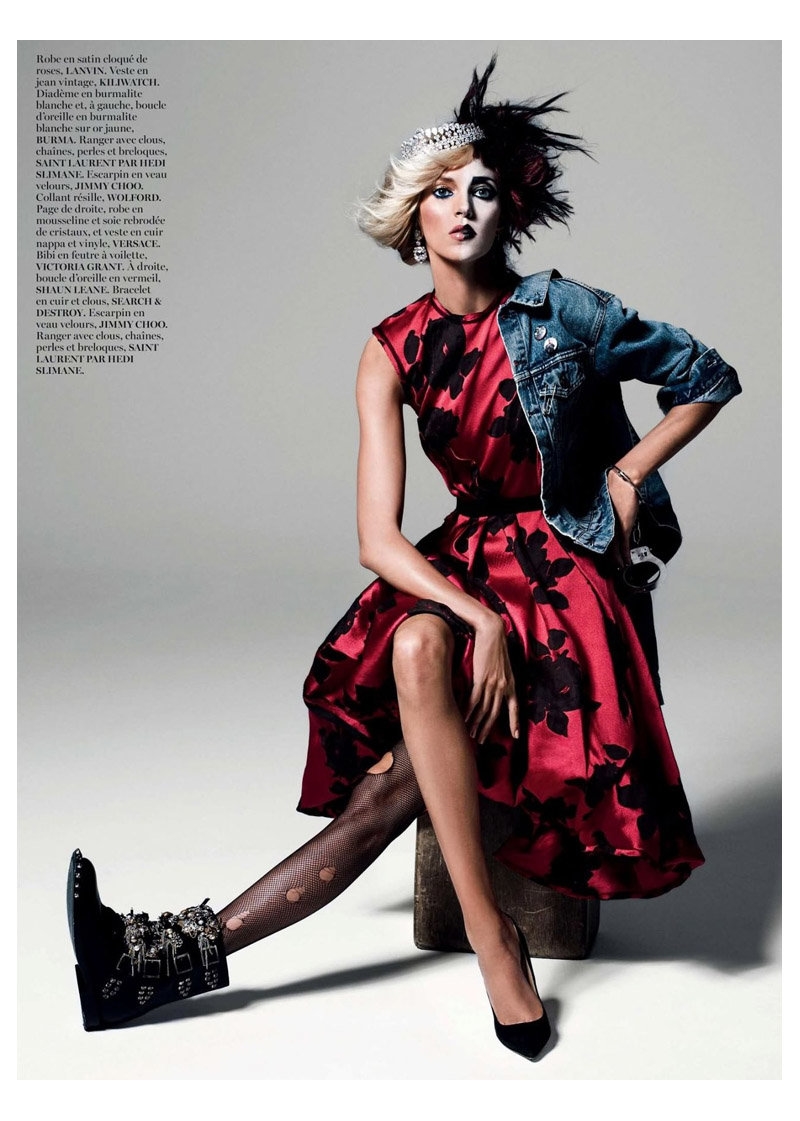 Robe en satin cloqué de
roses, LANVIN. Veste en
jean vintage, KILIWATCH.
Diadème en burmalite
blanche et, à gauche, boucle
d'oreille en burmalite
blanche sur or jaune,
BURMA. Ranger avec clous,
chaînes, perles et breloques,
SAINT LAURENT PAR HEDI
SLIMANE. Escarpin en veau
velours, JIMMY CHOO.
Collant résille, WOLFORD.
Page de droite, robe en
mousseline et soie rebrodée
de cristaux, et veste en cuir
nappa et vinyle, VERSACE.
Bibi en feutre à voilette,
VICTORIA GRANT. À droite,
boucle d'oreille en vermeil,
SHAUN LEANE. Bracelet
en cuir et clous, SEARCH &
DESTROY. Escarpin en
veau velours, JIMMY CHOO.
Ranger avec clous, chaînes,
perles et breloques, SAINT
LAURENT PAR HEDI
SLIMANE.